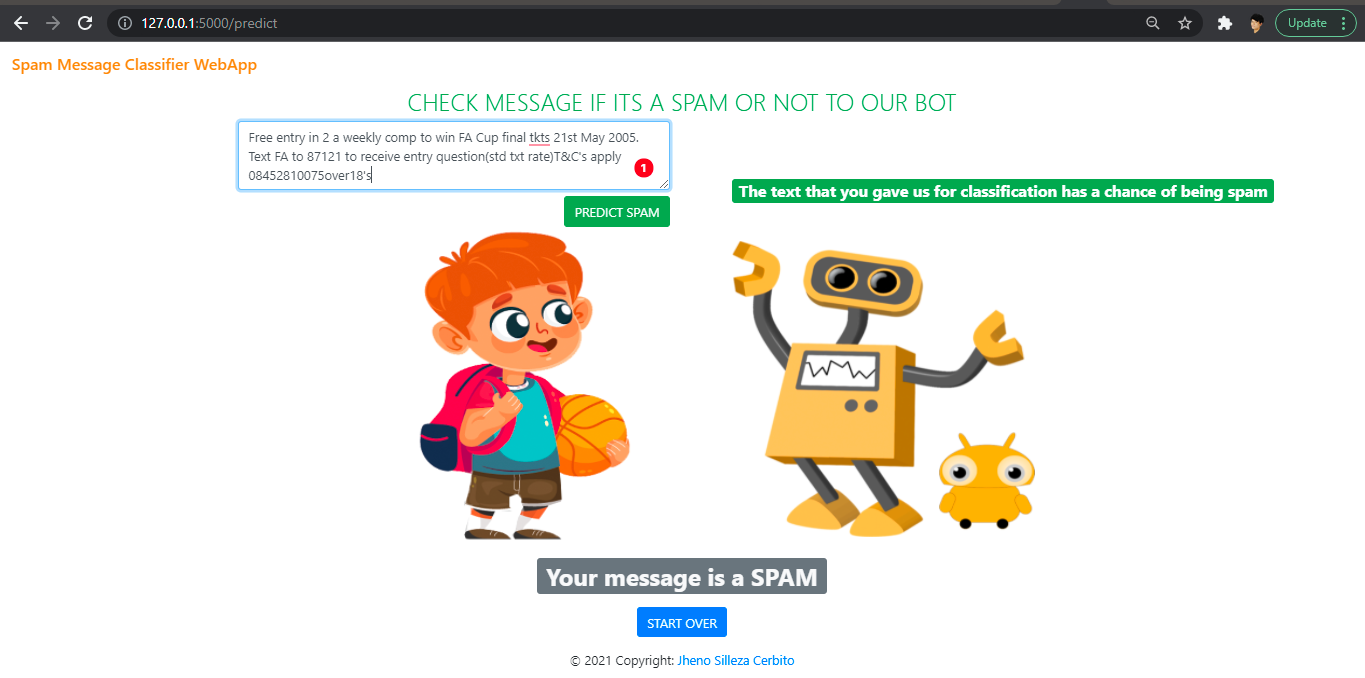 127.0.0.1:5000/predict
Update
Spam Message Classifier WebApp
CHECK MESSAGE IF ITS A SPAM OR NOT TO OUR BOT
Free entry in 2 a weekly comp to win FA Cup final tkts 21st May 2005.
Text FA to 87121 to receive entry question(std txt rate)T&C's apply
08452810075over18's
1
PREDICT SPAM
The text that you gave us for classification has a chance of being spam
Your message is a SPAM
START OVER
© 2021 Copyright: Jheno Silleza Cerbito